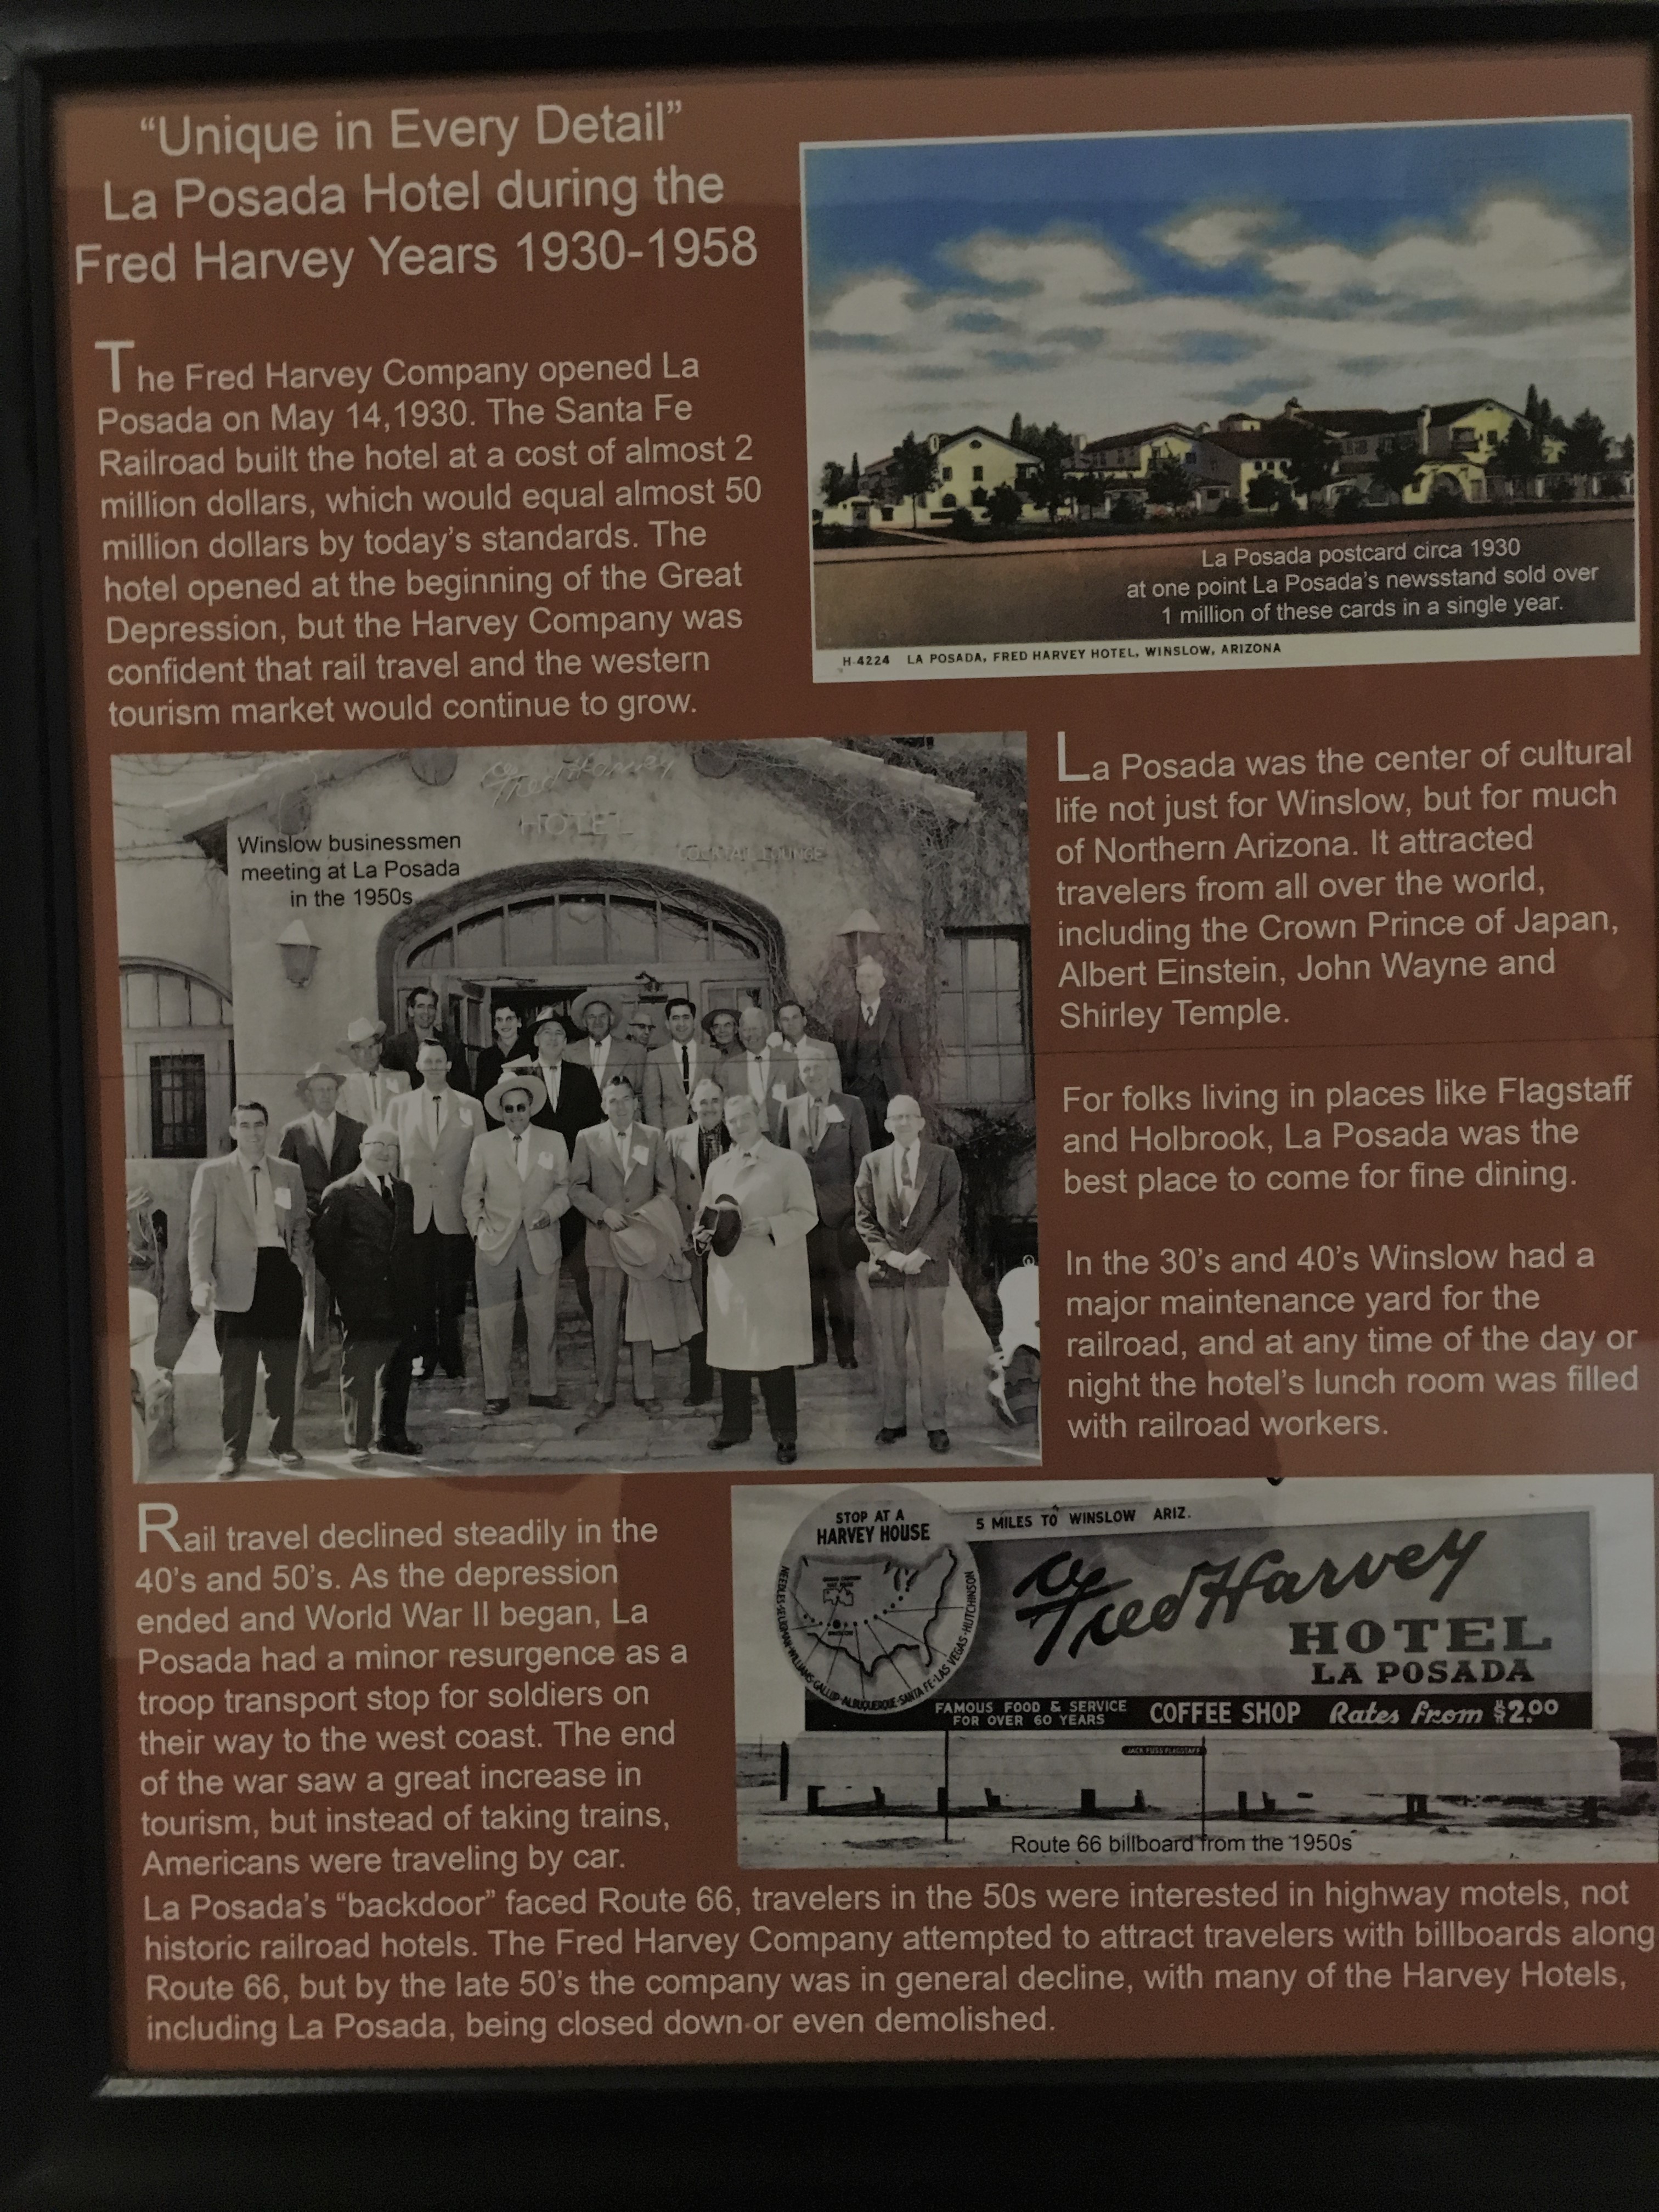 “Unique in Every Detail”
La Posada Hotel during the
Fred Harvey Years 1930-1958
The Fred Harvey Company opened La
Posada on May 14,1930. The Santa Fe
Railroad built the hotel at a cost of almost 2
million dollars, which would equal almost 50
million dollars by today’s standards. The
hotel opened at the beginning of the Great
Depression, but the Harvey Company was
confident that rail travel and the western
tourism market would continue to grow.
La Posada postcard circa 1930
at one point La Posada’s newsstand sold over
1 million of these cards in a single year.
H-4224 LA POSADA, FRED HARVEY HOTEL, WINSLOW, ARIZONA
Fred Harvey
HOTEL
COCKTAIL LOUNGE
Winslow businessmen
meeting at La Posada
in the 1950s
La Posada was the center of cultural
life not just for Winslow, but for much
of Northern Arizona. It attracted
travelers from all over the world,
including the Crown Prince of Japan,
Albert Einstein, John Wayne and
Shirley Temple.
For folks living in places like Flagstaff
and Holbrook, La Posada was the
best place to come for fine dining.
In the 30’s and 40’s Winslow had a
major maintenance yard for the
railroad, and at any time of the day or
night the hotel’s lunch room was filled
with railroad workers.
Rail travel declined steadily in the
40’s and 50’s. As the depression
ended and World War II began, La
Posada had a minor resurgence as a
troop transport stop for soldiers on
their way to the west coast. The end
of the war saw a great increase in
tourism, but instead of taking trains,
Americans were traveling by car.
La Posada’s “backdoor” faced Route 66, travelers in the 50s were interested in highway motels, not
historic railroad hotels. The Fred Harvey Company attempted to attract travelers with billboards along
Route 66, but by the late 50’s the company was in general decline, with many of the Harvey Hotels,
including La Posada, being closed down or even demolished.
STOP AT A
HARVEY HOUSE
NEEDLES-SELIGMAN-WILLIAMS-GALLUP-ALBUQUERQUE-SANTA FE-LAS VEGAS-HUTCHINSON
5 MILES TO WINSLOW ARIZ.
Fred Harvey
HOTEL
LA POSADA
FAMOUS FOOD & SERVICE
FOR OVER 60 YEARS
COFFEE SHOP Rates from $2.00
JACK FUSS FLAGSTAFF
Route 66 billboard from the 1950s